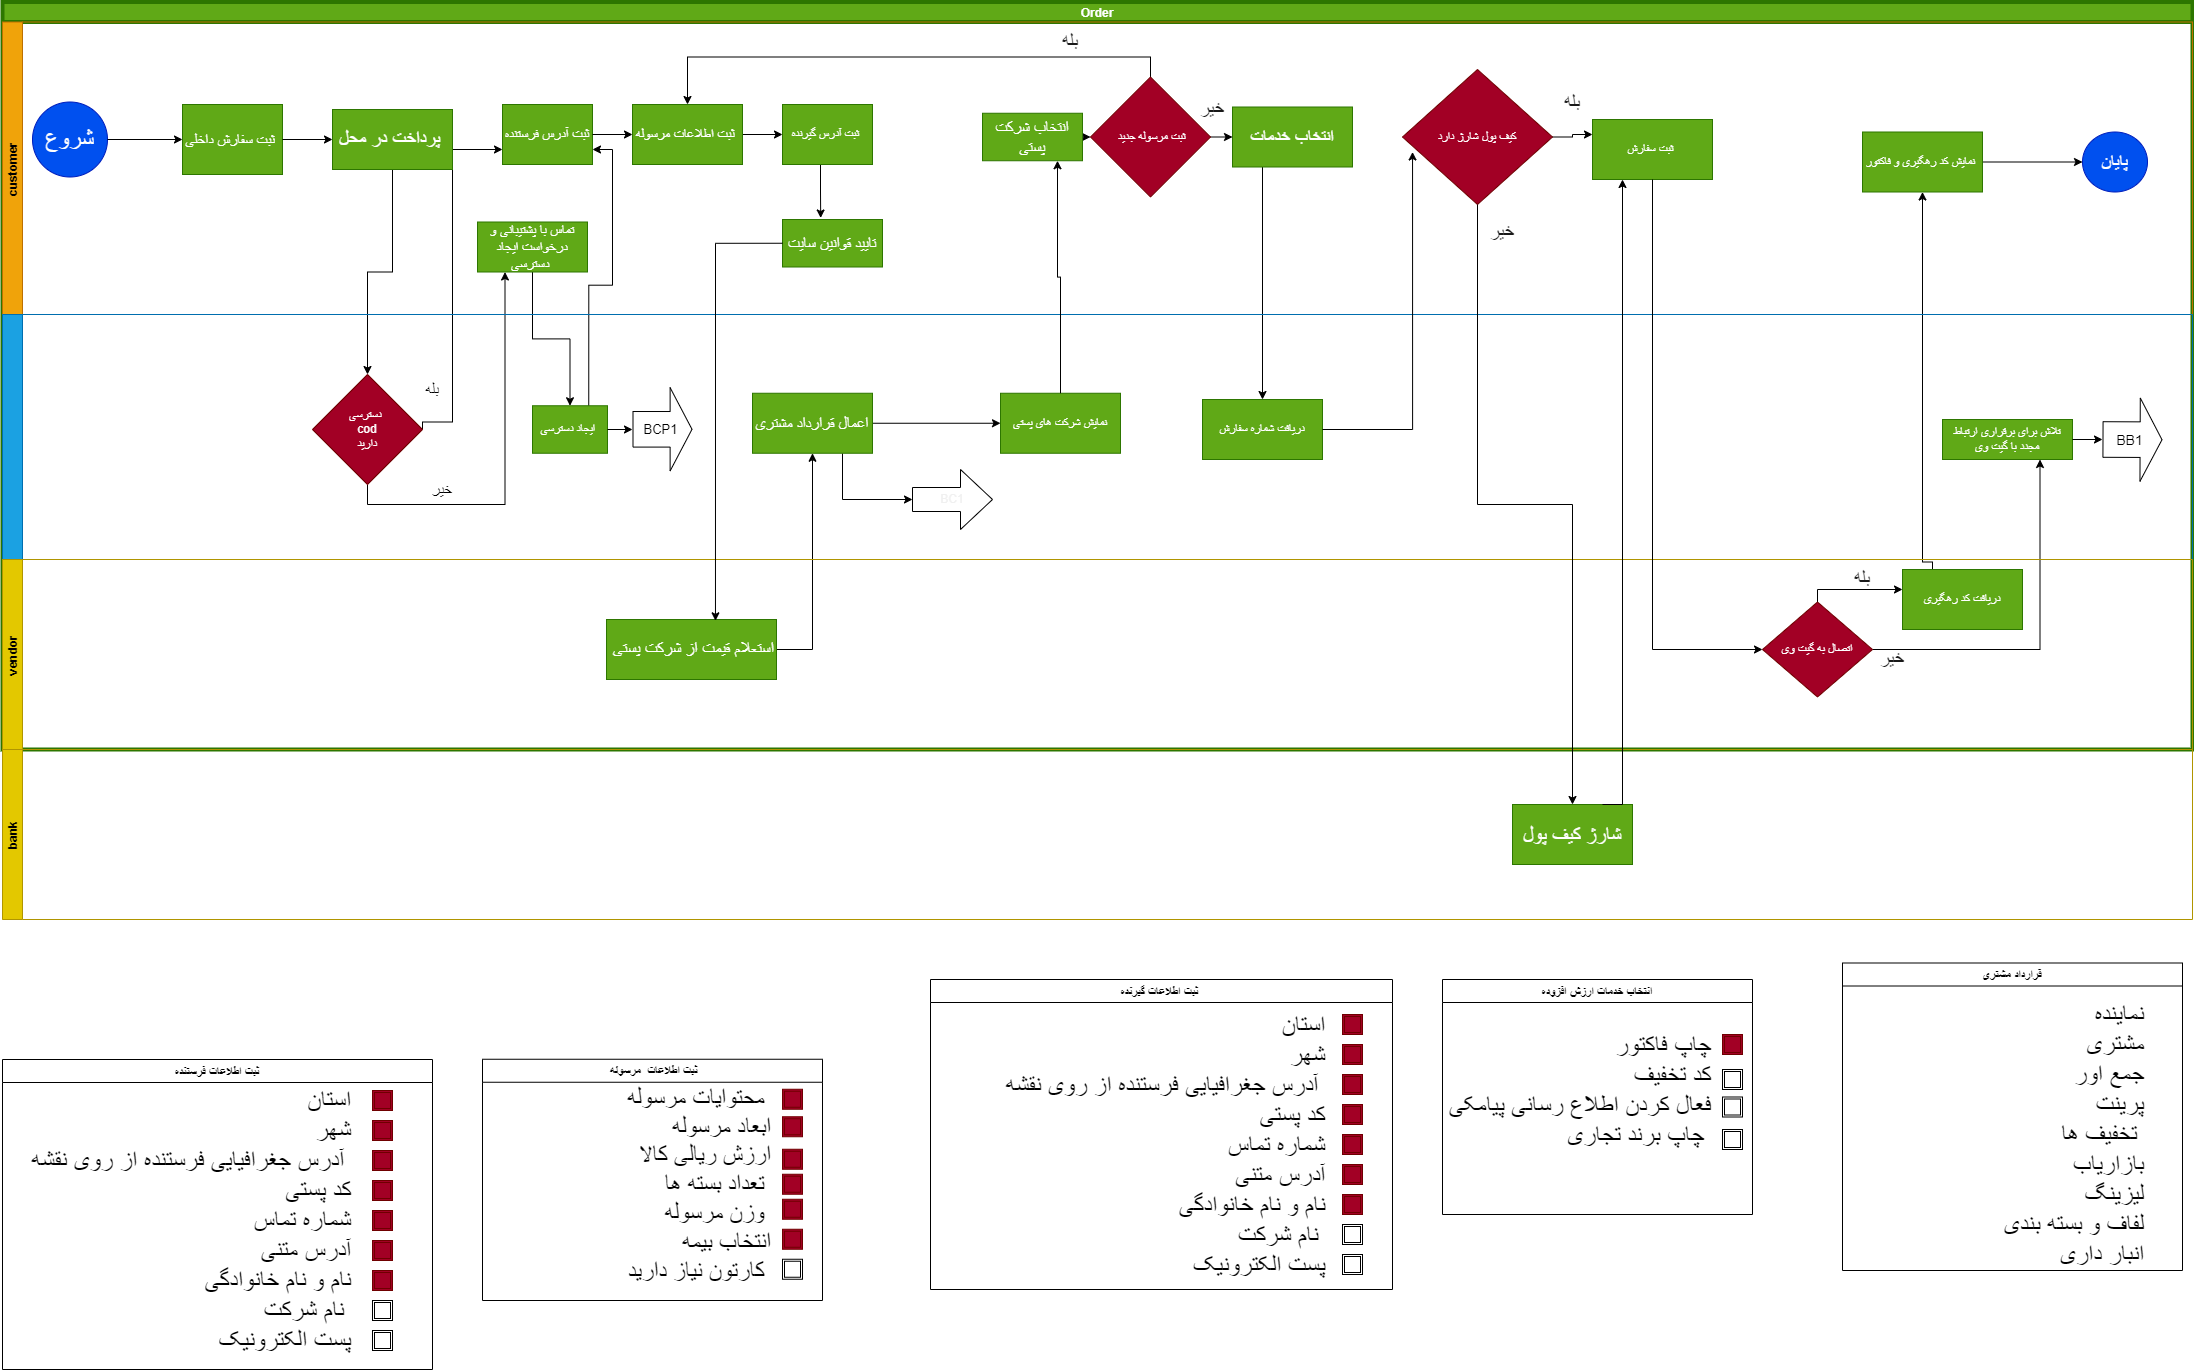 Order
customer
شروع
ثبت سفارش داخلی
پرداخت در محل
ثبت آدرس فرستنده
ثبت اطلاعات مرسوله
ثبت آدرس گیرنده
تایید قوانین سایت
تماس با پشتیبانی و
درخواست ایجاد
دسترسی
انتخاب شرکت
پستی
ثبت مرسوله جدید
بله
خیر
انتخاب خدمات
کیف پول شارژ دارد
بله
خیر
ثبت سفارش
نمایش کد رهگیری و فاکتور
پایان
دسترسی
cod
دارید
بله
خیر
ایجاد دسترسی
BCP1
اعمال قرارداد مشتری
BC1
نمایش شرکت های پستی
دریافت شماره سفارش
تلاش برای برقراری ارتباط
مجدد با گیت وی
BB1
vendor
استعلام قیمت از شرکت پستی
اتصال به گیت وی
بله
خیر
دریافت کد رهگیری
bank
شارژ کیف پول
ثبت اطلاعات فرستنده
استان
شهر
آدرس جغرافیایی فرستنده از روی نقشه
کد پستی
شماره تماس
آدرس متنی
نام و نام خانوادگی
نام شرکت
پست الکترونیک
ثبت اطلاعات مرسوله
محتوایات مرسوله
ابعاد مرسوله
ارزش ریالی کالا
تعداد بسته ها
وزن مرسوله
انتخاب بیمه
کارتون نیاز دارید
ثبت اطلاعات گیرنده
استان
شهر
آدرس جغرافیایی فرستنده از روی نقشه
کد پستی
شماره تماس
آدرس متنی
نام و نام خانوادگی
نام شرکت
پست الکترونیک
انتخاب خدمات ارزش افزوده
چاپ فاکتور
کد تخفیف
فعال کردن اطلاع رسانی پیامکی
چاپ برند تجاری
قرارداد مشتری
نماینده
مشتری
جمع اور
پرینت
تخفیف ها
بازاریاب
لیزینگ
لفاف و بسته بندی
انبار داری